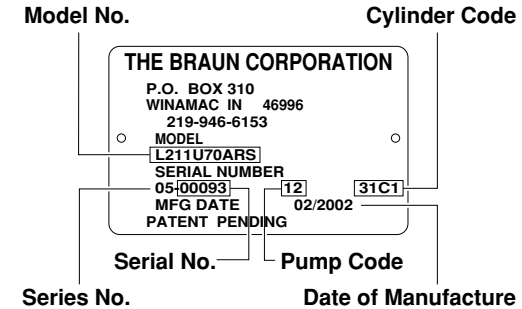 Model No. Cylinder Code
THE BRAUN CORPORATION
P.O. BOX 310
WINAMAC IN 46996
219-946-6153
MODEL
L211U70ARS
SERIAL NUMBER
05-00093 12 31C1
MFG DATE 02/2002
PATENT PENDING
Serial No. Pump Code
Series No. Date of Manufacture